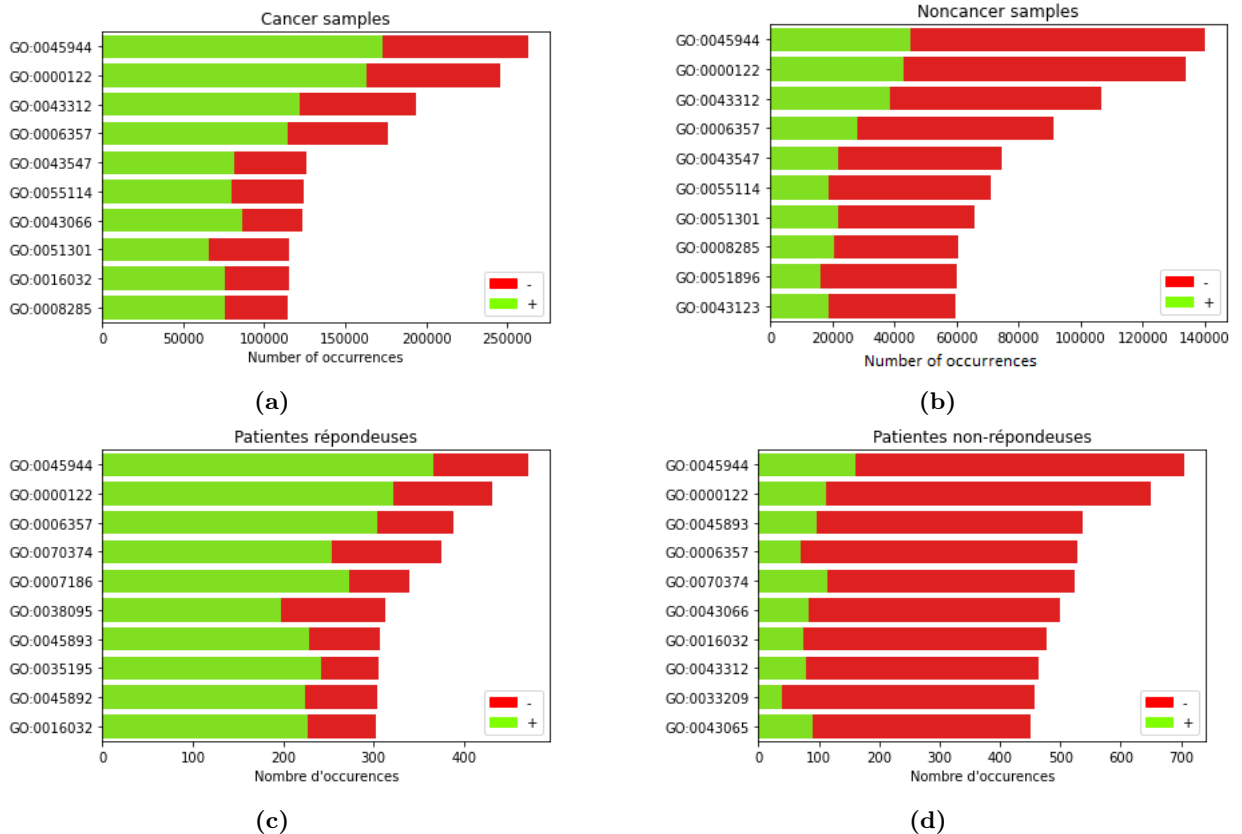 Cancer samples
GO:0045944
GO:0000122
GO:0043312
GO:0006357
GO:0043547
GO:0055114
GO:0043066
GO:0051301
GO:0016032
GO:0008285
-
+
0 50000 100000 150000 200000 250000
Number of occurrences
(a)
Noncancer samples
GO:0045944
GO:0000122
GO:0043312
GO:0006357
GO:0043547
GO:0055114
GO:0051301
GO:0008285
GO:0051896
GO:0043123
-
+
0 20000 40000 60000 80000 100000 120000 140000
Number of occurrences
(b)
Patientes répondeuses
GO:0045944
GO:0000122
GO:0006357
GO:0070374
GO:0007186
GO:0038095
GO:0045893
GO:0035195
GO:0045892
GO:0016032
-
+
0 100 200 300 400
Nombre d'occurences
(c)
Patientes non-répondeuses
GO:0045944
GO:0000122
GO:0045893
GO:0006357
GO:0070374
GO:0043066
GO:0016032
GO:0043312
GO:0033209
GO:0043065
-
+
0 100 200 300 400 500 600 700
Nombre d'occurences
(d)